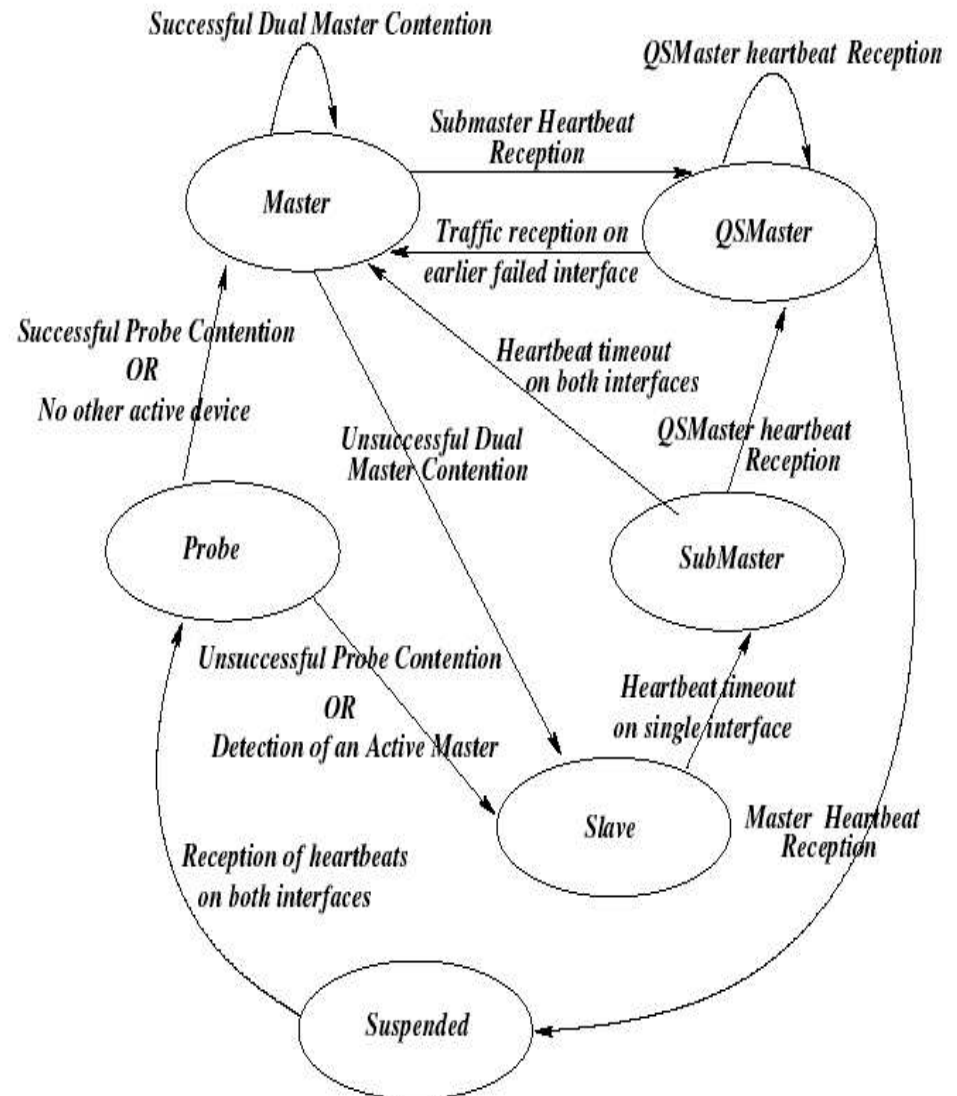 Successful Dual Master Contention
QSMaster heartbeat Reception
Submaster Heartbeat
Reception
Master
QSMaster
Traffic reception on
earlier failed interface
Successful Probe Contention
OR
No other active device
Heartbeat timeout
on both interfaces
Unsuccessful Dual
Master Contention
QSMaster heartbeat
Reception
Probe
SubMaster
Unsuccessful Probe Contention
OR
Detection of an Active Master
Heartbeat timeout
on single interface
Slave
Master Heartbeat
Reception
Reception of heartbeats
on both interfaces
Suspended